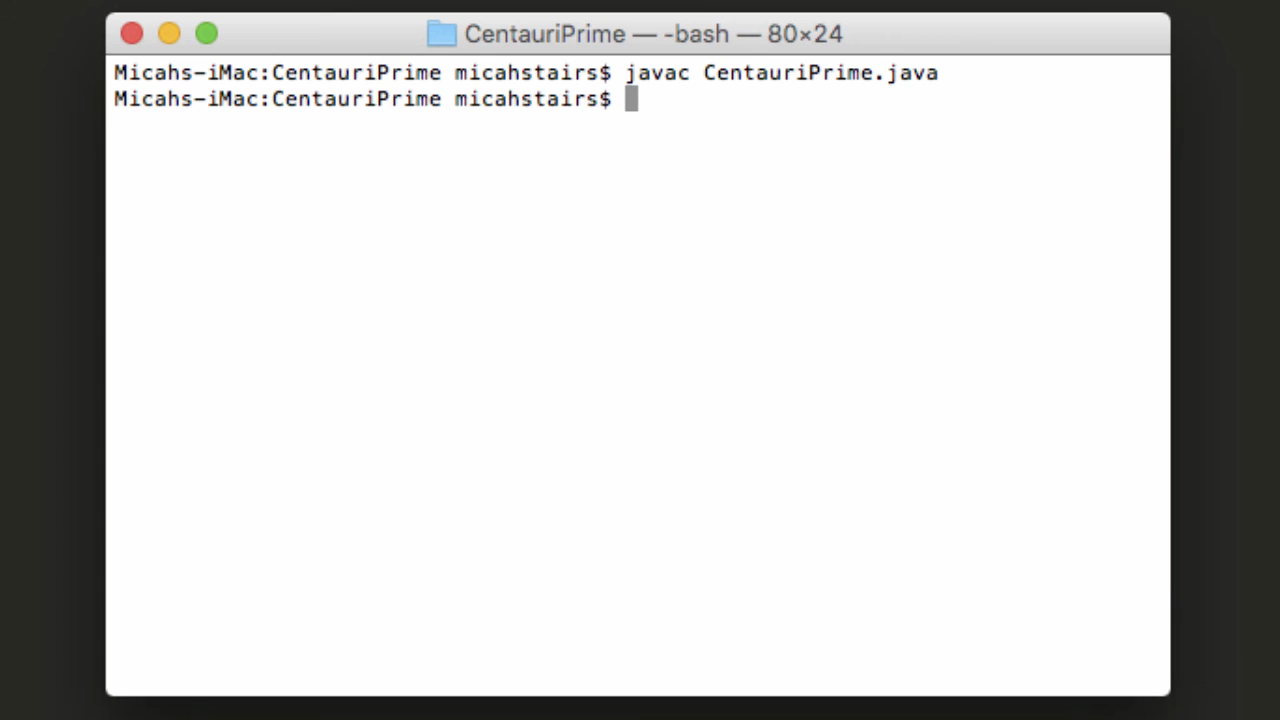 CentauriPrime — -bash — 80×24
Micahs-iMac:CentauriPrime micahstairs$ javac CentauriPrime.java
Micahs-iMac:CentauriPrime micahstairs$